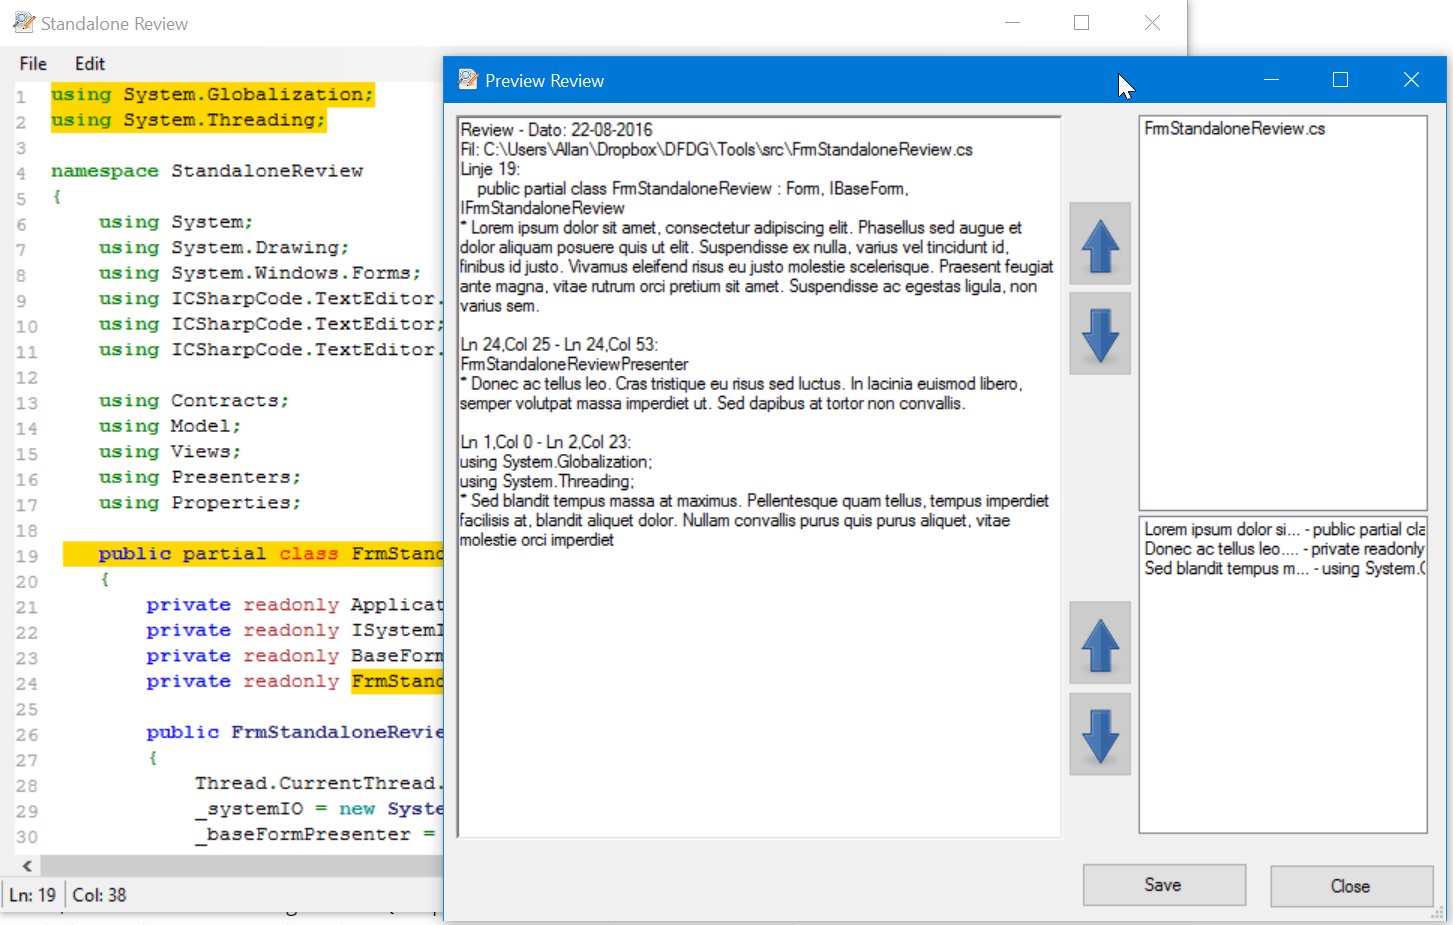 Standalone Review
File Edit
1 using System.Globalization;
2 using System.Threading;
3
4 namespace StandaloneReview
5 {
6 using System;
7 using System.Drawing;
8 using System.Windows.Forms;
9 using ICSharpCode.TextEditor.
10 using ICSharpCode.TextEditor;
11 using ICSharpCode.TextEditor.
12
13 using Contracts;
14 using Model;
15 using Views;
16 using Presenters;
17 using Properties;
18
19 public partial class FrmStand
20 {
21 private readonly Applicat
22 private readonly ISystemI
23 private readonly BaseForm
24 private readonly FrmStand
25
26 public FrmStandaloneRevie
27 {
28 Thread.CurrentThread.
29 _systemIO = new Syste
30 _baseFormPresenter =
Ln: 19 Col: 38
Preview Review
Review - Dato: 22-08-2016
Fil: C:\Users\Allan\Dropbox\DFDG\Tools\src\FrmStandaloneReview.cs
Linje 19:
public partial class FrmStandaloneReview : Form, IBaseForm,
IFrmStandaloneReview
* Lorem ipsum dolor sit amet, consectetur adipiscing elit. Phasellus sed augue et
dolor aliquam posuere quis ut elit. Suspendisse ex nulla, varius vel tincidunt id,
finibus id justo. Vivamus eleifend risus eu justo molestie scelerisque. Praesent feugiat
ante magna, vitae rutrum orci pretium sit amet. Suspendisse ac egestas ligula, non
varius sem.
Ln 24,Col 25 - Ln 24,Col 53:
FrmStandaloneReviewPresenter
* Donec ac tellus leo. Cras tristique eu risus sed luctus. In lacinia euismod libero,
semper volutpat massa imperdiet ut. Sed dapibus at tortor non convallis.
Ln 1,Col 0 - Ln 2,Col 23:
using System.Globalization;
using System.Threading;
* Sed blandit tempus massa at maximus. Pellentesque quam tellus, tempus imperdiet
facilisis at, blandit aliquet dolor. Nullam convallis purus quis purus aliquet, vitae
molestie orci imperdiet
FrmStandaloneReview.cs
Lorem ipsum dolor si... - public partial cla
Donec ac tellus leo.... - private readonly
Sed blandit tempus m... - using System.G
Save Close